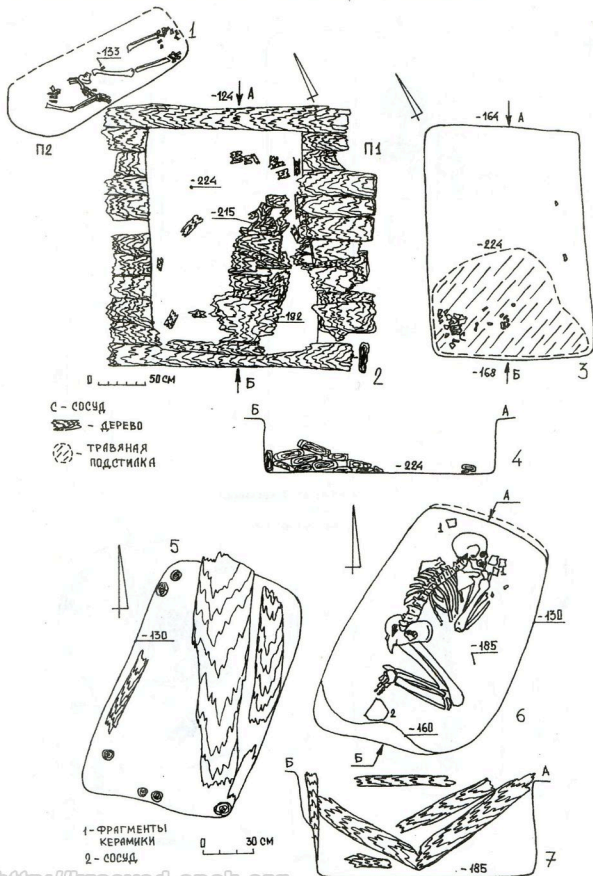 1
-133
П2
-124
А
П1
-224
-215
-192
Б
2
0 50 СМ
-164
А
-224
-168
Б
3
С - СОСУД
- ДЕРЕВО
- ТРАВЯНАЯ
ПОДСТИЛКА
Б
А
-224
4
5
-130
1 - ФРАГМЕНТЫ
КЕРАМИКИ
2 - СОСУД
0 30 СМ
А
1
-130
-185
2
-160
Б
6
Б
А
-185
7